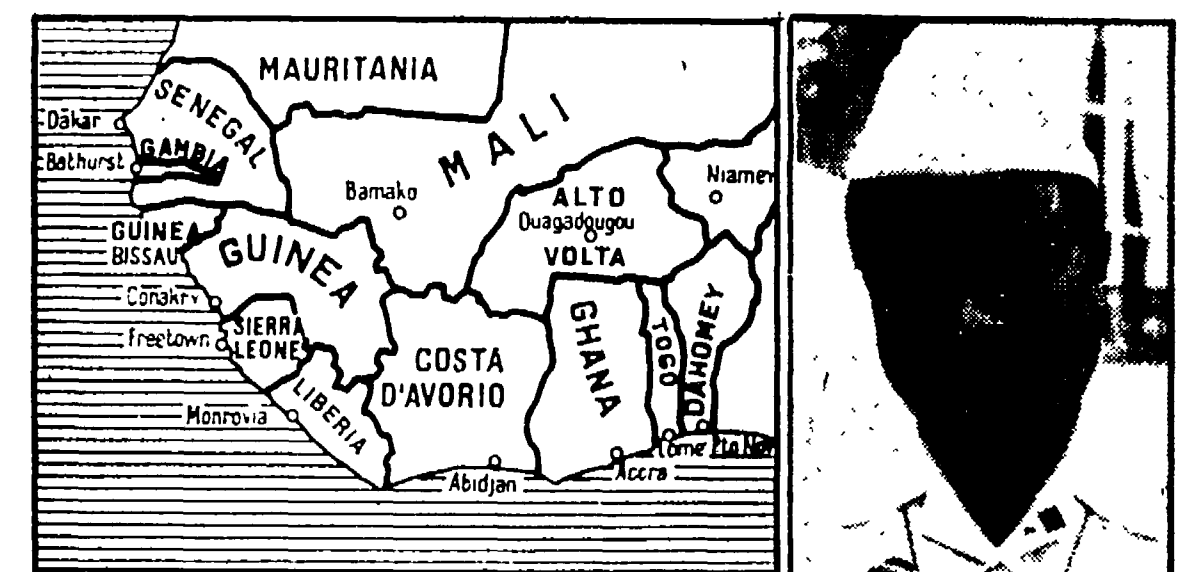 MAURITANIA
SENEGAL
Dakar
GAMBIA
Bathurst
MALI
Bamako
Niamey
ALTO
Ouagadougou
VOLTA
GUINEA
BISSAU
GUINEA
Conakry
SIERRA
LEONE
Freetown
COSTA
D'AVORIO
GHANA
TOGO
DAHOMEY
LIBERIA
Monrovia
Lome
Accra
Abidjan